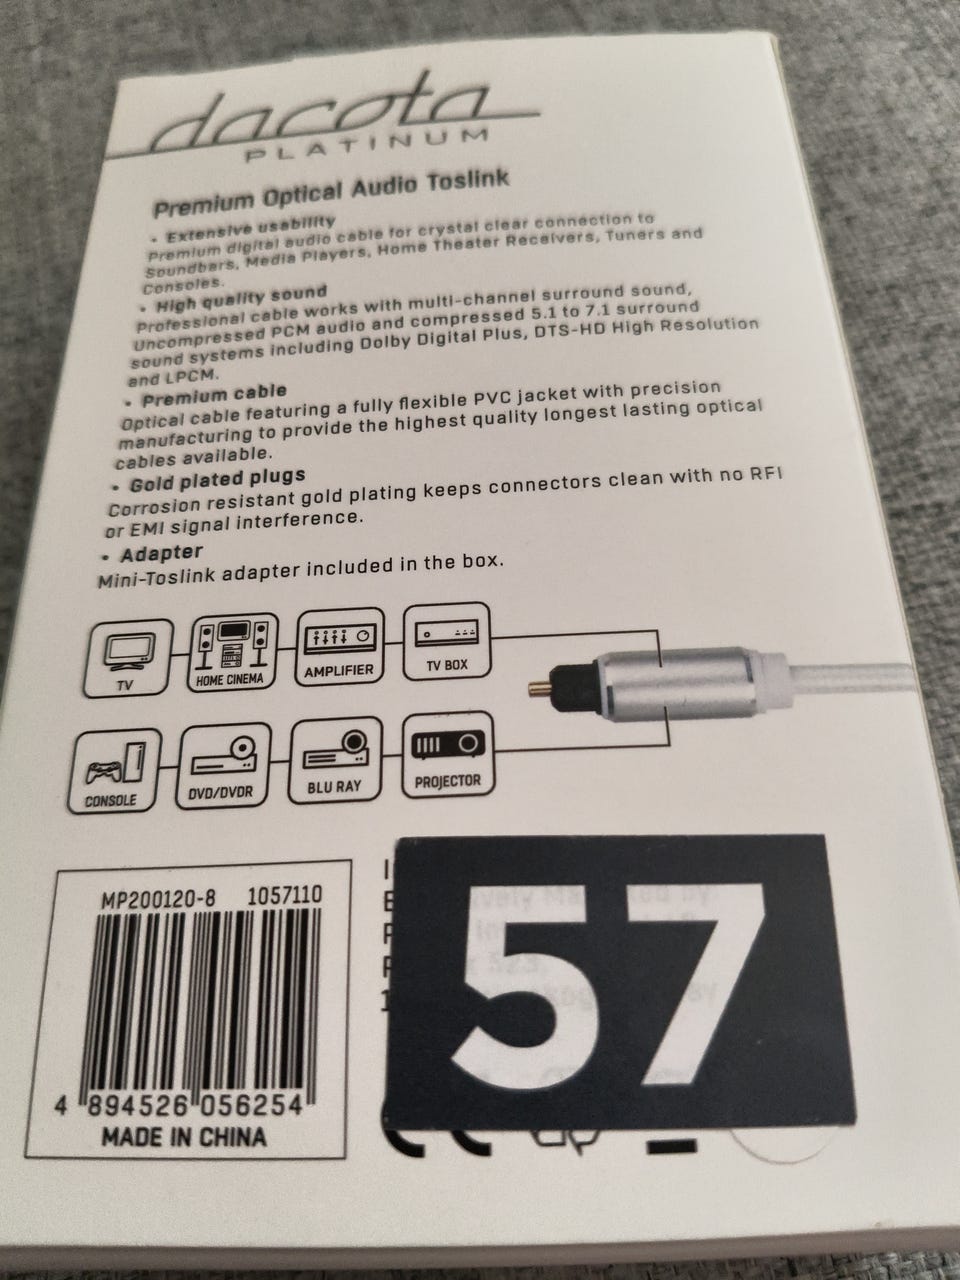 dacota
PLATINUM
Premium Optical Audio Toslink
• Extensive usability
Premium digital audio cable for crystal clear connection to
Soundbars, Media Players, Home Theater Receivers, Tuners and
Consoles.
• High quality sound
Professional cable works with multi-channel surround sound,
Uncompressed PCM audio and compressed 5.1 to 7.1 surround
sound systems including Dolby Digital Plus, DTS-HD High Resolution
and LPCM.
• Premium cable
Optical cable featuring a fully flexible PVC jacket with precision
manufacturing to provide the highest quality longest lasting optical
cables available.
• Gold plated plugs
Corrosion resistant gold plating keeps connectors clean with no RFI
or EMI signal interference.
• Adapter
Mini-Toslink adapter included in the box.
TV
HOME CINEMA
AMPLIFIER
TV BOX
CONSOLE
DVD/DVDR
BLU RAY
PROJECTOR
MP200120-8 1057110
4 894526 056254
MADE IN CHINA
57